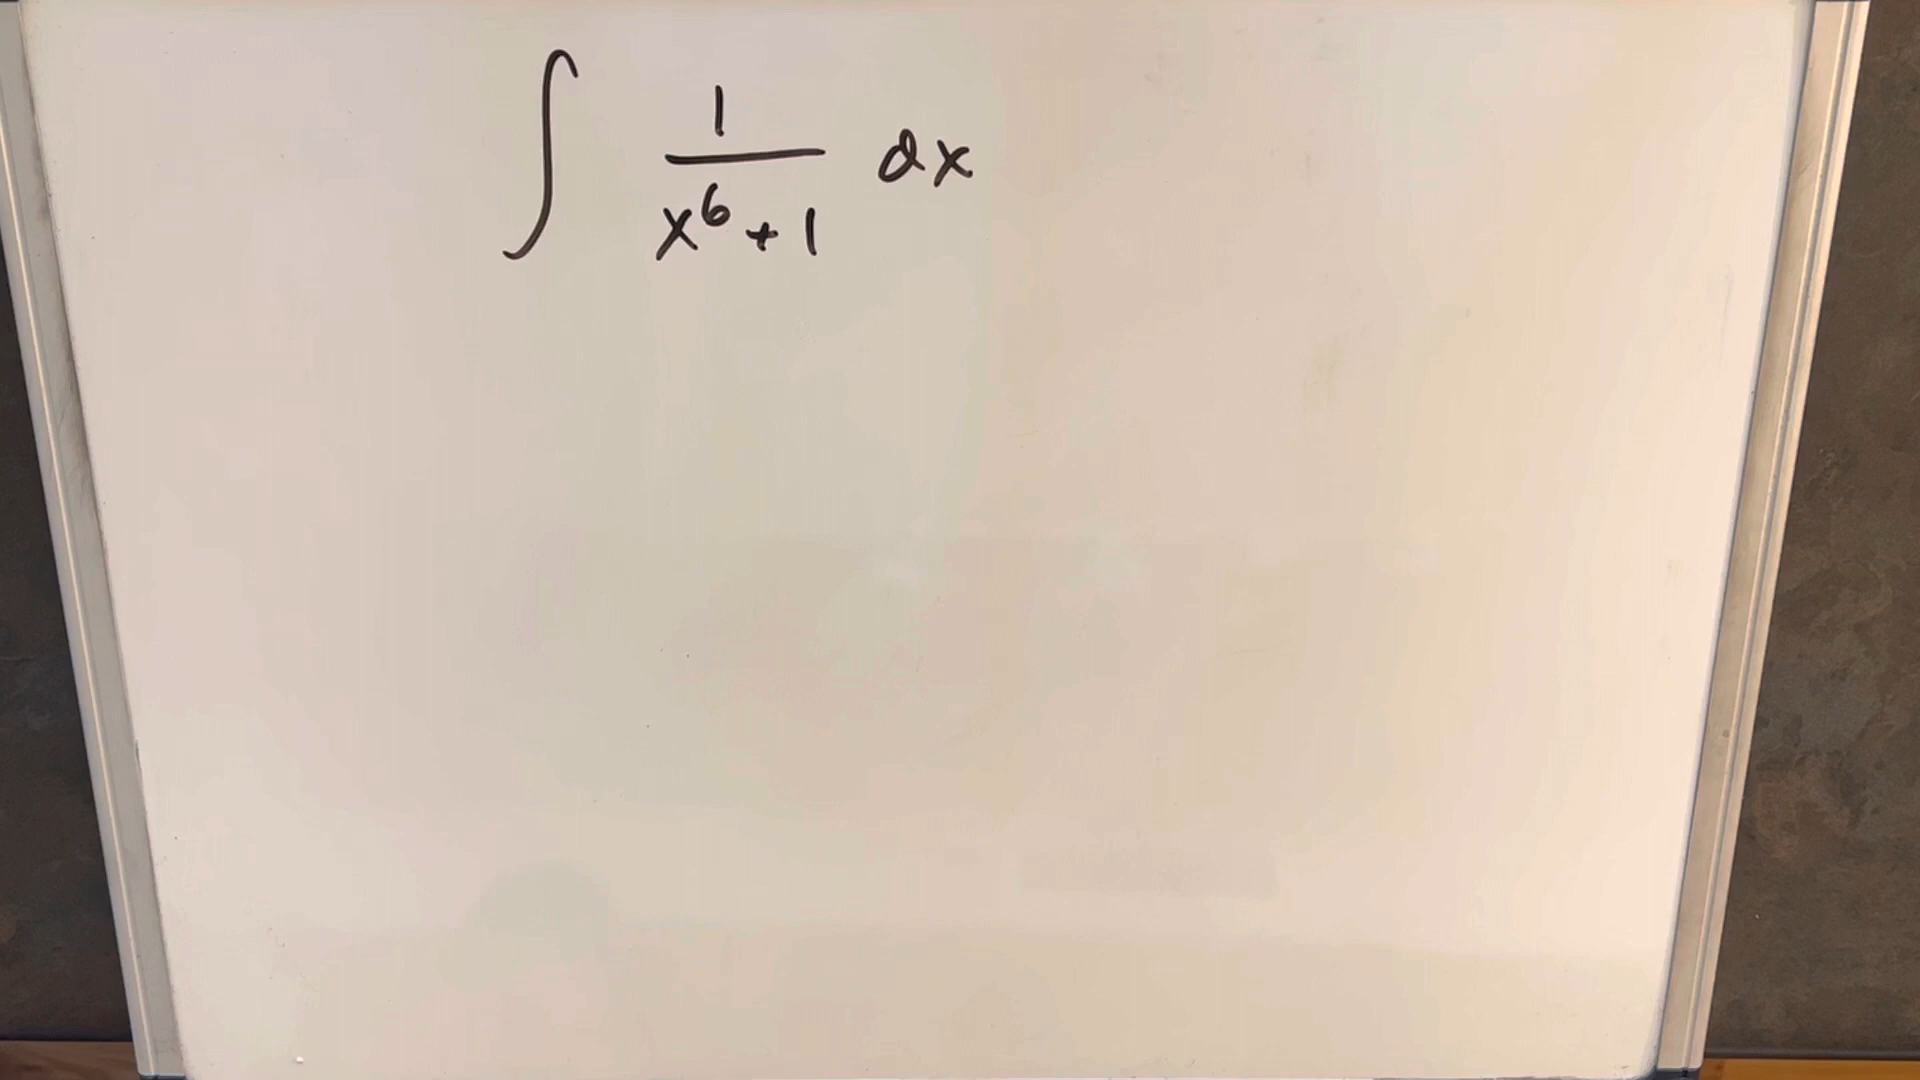 ∫ 1/(x⁶ + 1) dx